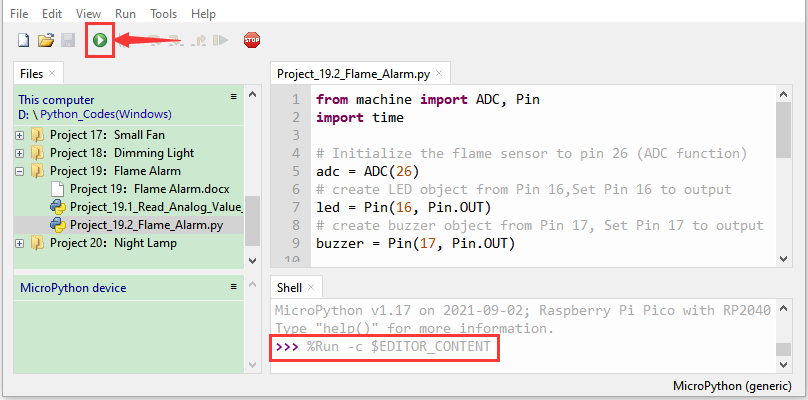 File Edit View Run Tools Help
STOP
Files ×
This computer
D: \ Python_Codes(Windows)
Project 17: Small Fan
Project 18: Dimming Light
Project 19: Flame Alarm
Project 19: Flame Alarm.docx
Project_19.1_Read_Analog_Value_
Project_19.2_Flame_Alarm.py
Project 20: Night Lamp
MicroPython device
Project_19.2_Flame_Alarm.py ×
1 from machine import ADC, Pin
2 import time
3
4 # Initialize the flame sensor to pin 26 (ADC function)
5 adc = ADC(26)
6 # create LED object from Pin 16,Set Pin 16 to output
7 led = Pin(16, Pin.OUT)
8 # create buzzer object from Pin 17, Set Pin 17 to output
9 buzzer = Pin(17, Pin.OUT)
10
Shell ×
MicroPython v1.17 on 2021-09-02; Raspberry Pi Pico with RP2040
Type "help()" for more information.
>>> %Run -c $EDITOR_CONTENT
MicroPython (generic)